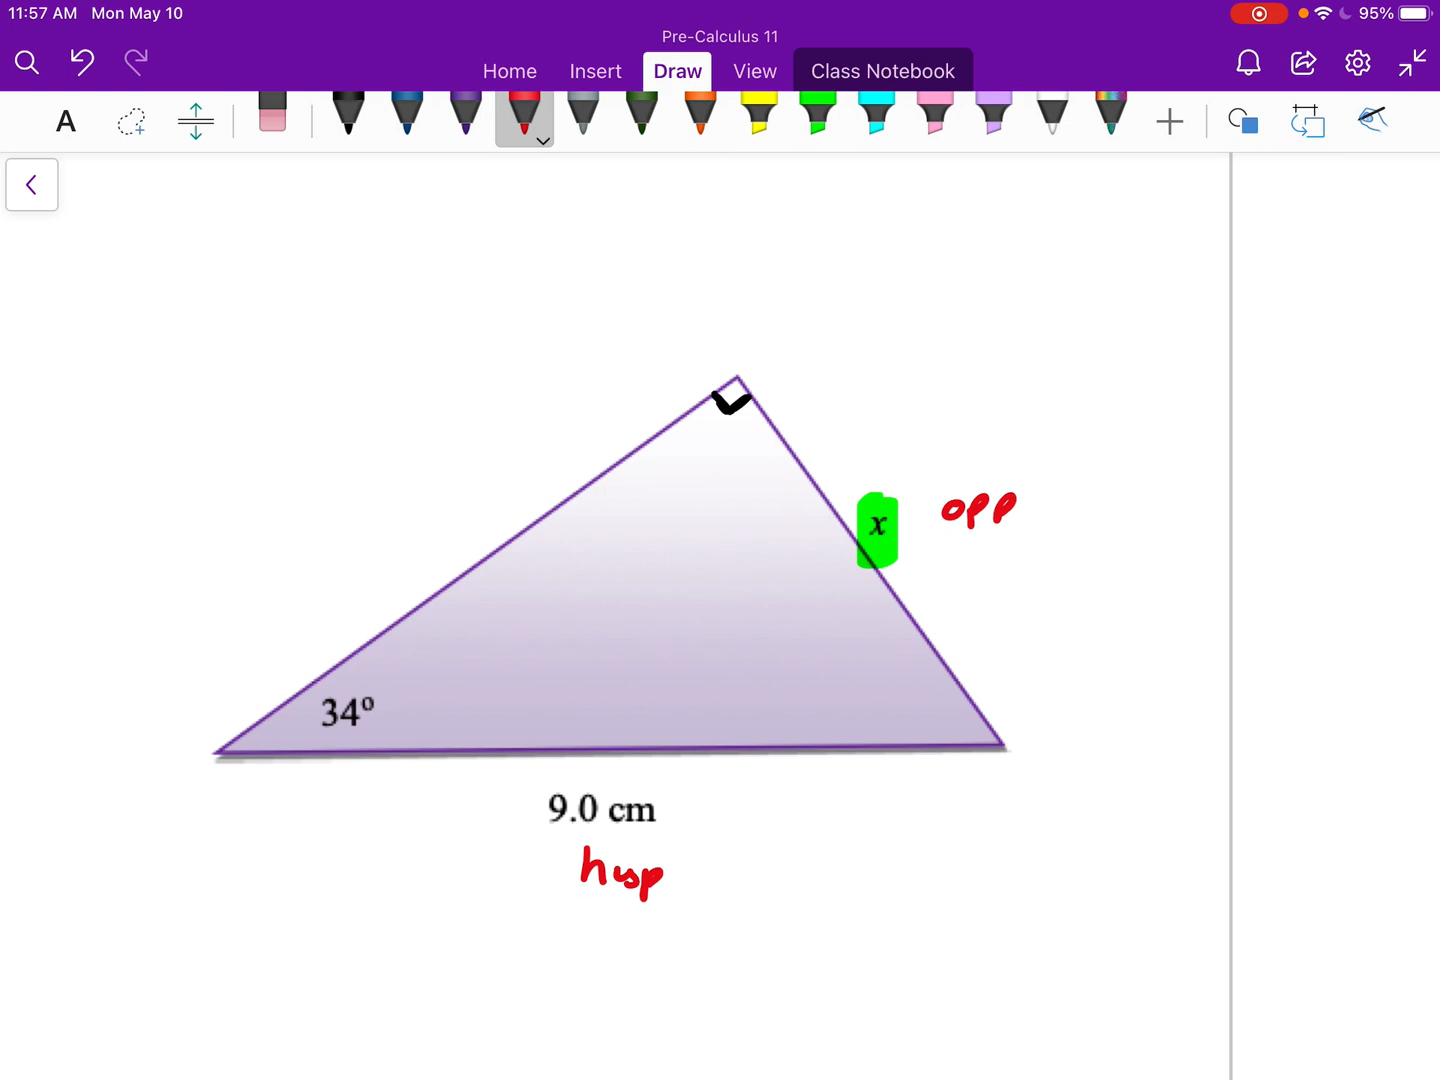 11:57 AM Mon May 10
95%
Pre-Calculus 11
Home Insert Draw View Class Notebook
A
x
opp
34º
9.0 cm
hyp